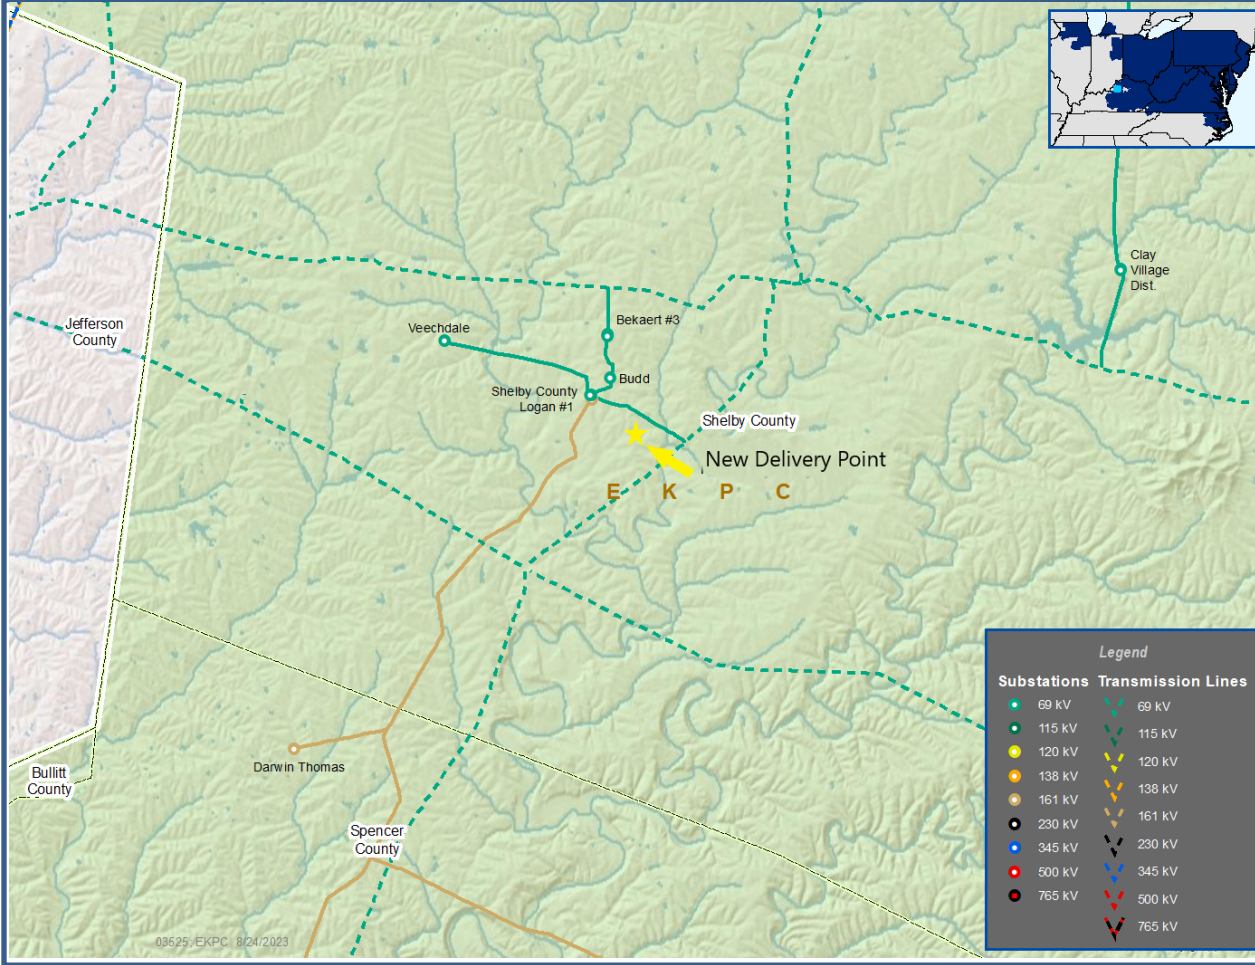 Clay
Village
Dist.
Jefferson
County
Bekaert #3
Veechdale
Budd
Shelby County
Logan #1
Shelby County
New Delivery Point
E K P C
Darwin Thomas
Bullitt
County
Spencer
County
03525, EKPC 8/24/2023
Legend
Substations Transmission Lines
69 kV 69 kV
115 kV 115 kV
120 kV 120 kV
138 kV 138 kV
161 kV 161 kV
230 kV 230 kV
345 kV 345 kV
500 kV 500 kV
765 kV 765 kV